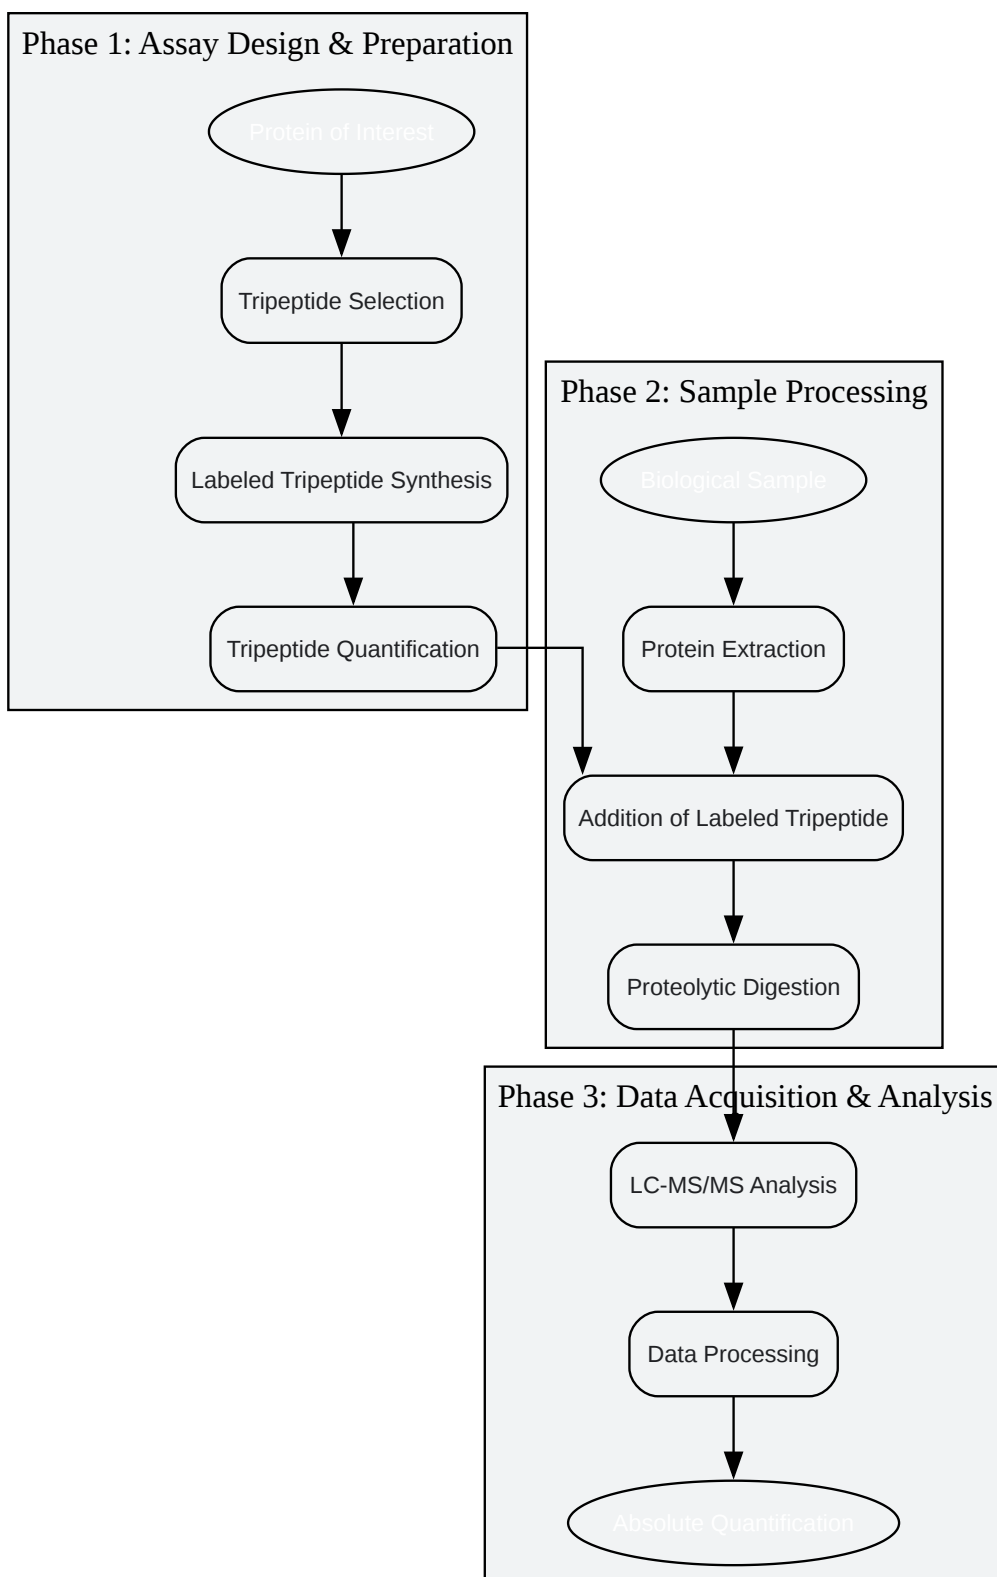 Phase 1: Assay Design & Preparation
Protein of Interest
Tripeptide Selection
Labeled Tripeptide Synthesis
Tripeptide Quantification
Phase 2: Sample Processing
Biological Sample
Protein Extraction
Addition of Labeled Tripeptide
Proteolytic Digestion
Phase 3: Data Acquisition & Analysis
LC-MS/MS Analysis
Data Processing
Absolute Quantification